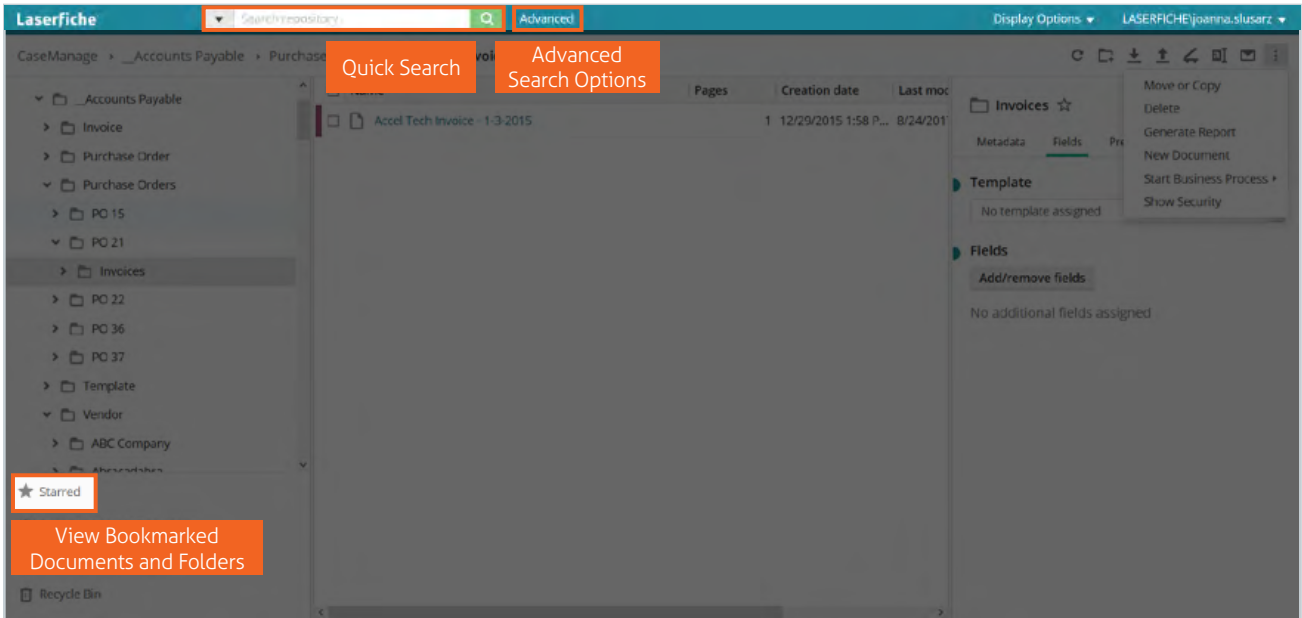 Laserfiche
Search repository
Advanced
Display Options
LASERFICHE\joanna.slusarz
CaseManage › __Accounts Payable › Purchase
Quick Search
Advanced
Search Options
Name
Pages
Creation date
Last mod
_Accounts Payable
Invoice
Purchase Order
Purchase Orders
PO 15
PO 21
Invoices
PO 22
PO 36
PO 37
Template
Vendor
ABC Company
Abracadabra
Accel Tech Invoice - 1-3-2015
1 12/29/2015 1:58 P... 8/24/201
Invoices
Metadata
Fields
Pre
Template
No template assigned
Fields
Add/remove fields
No additional fields assigned
Move or Copy
Delete
Generate Report
New Document
Start Business Process
Show Security
Starred
View Bookmarked
Documents and Folders
Recycle Bin